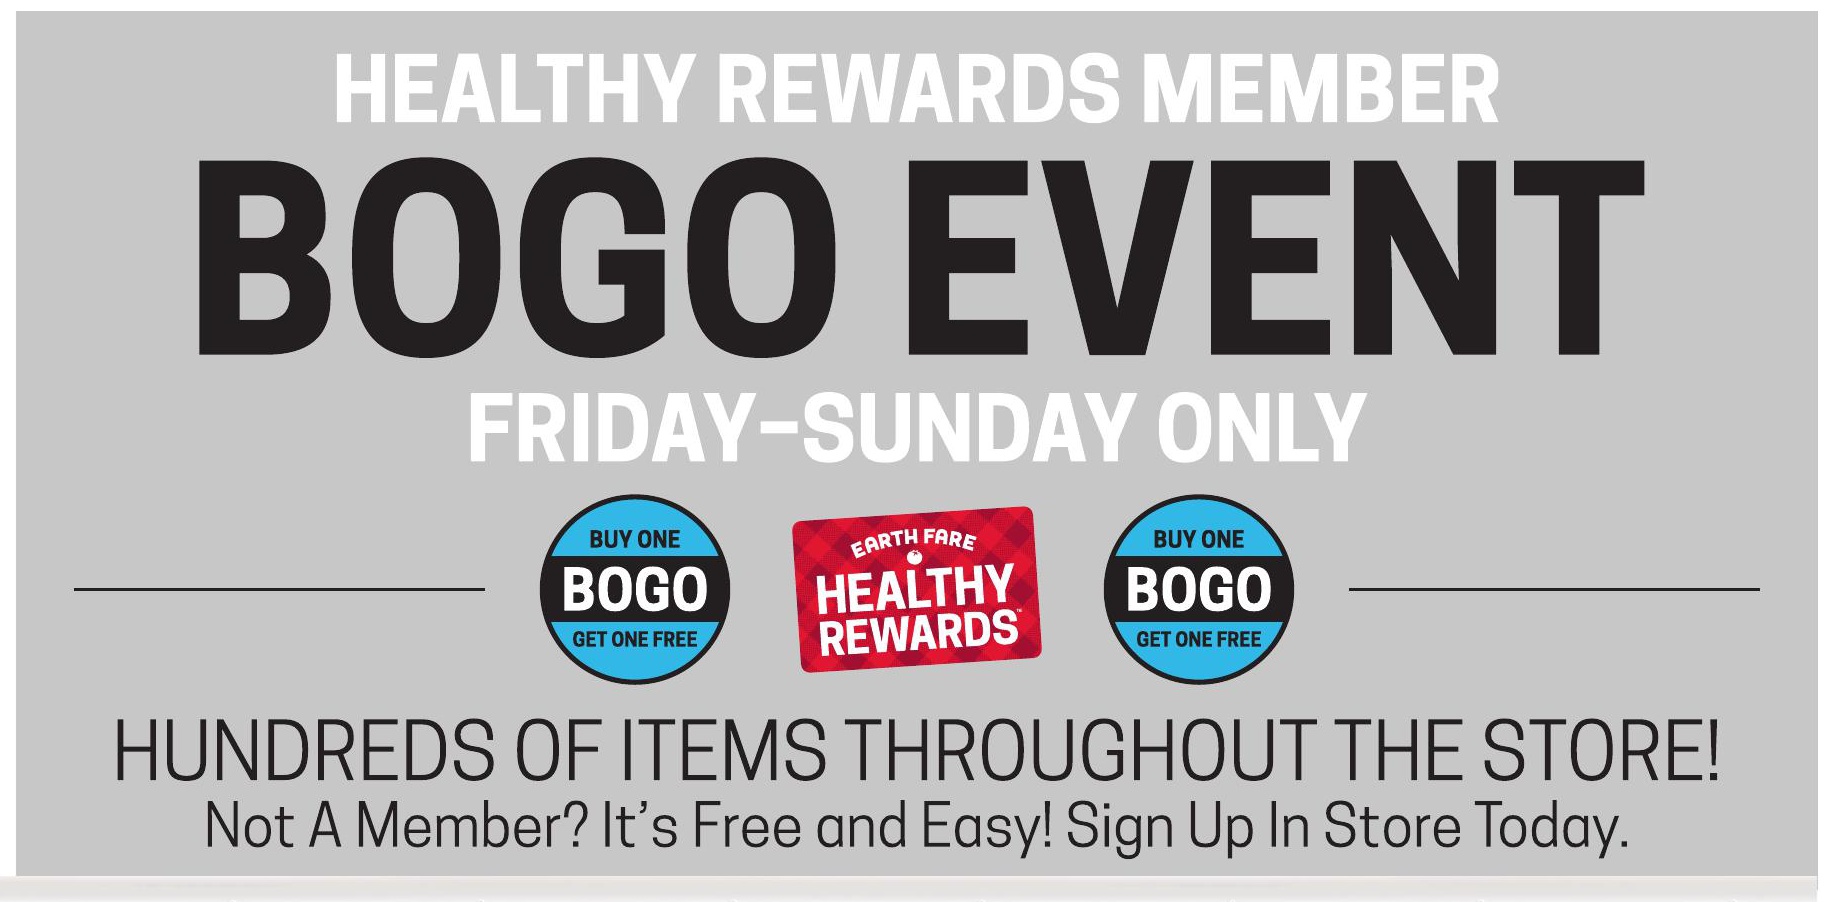 HEALTHY REWARDS MEMBER
BOGO EVENT
FRIDAY–SUNDAY ONLY
BUY ONE
BOGO
GET ONE FREE
EARTH FARE
HEALTHY
REWARDS™
BUY ONE
BOGO
GET ONE FREE
HUNDREDS OF ITEMS THROUGHOUT THE STORE!
Not A Member? It's Free and Easy! Sign Up In Store Today.